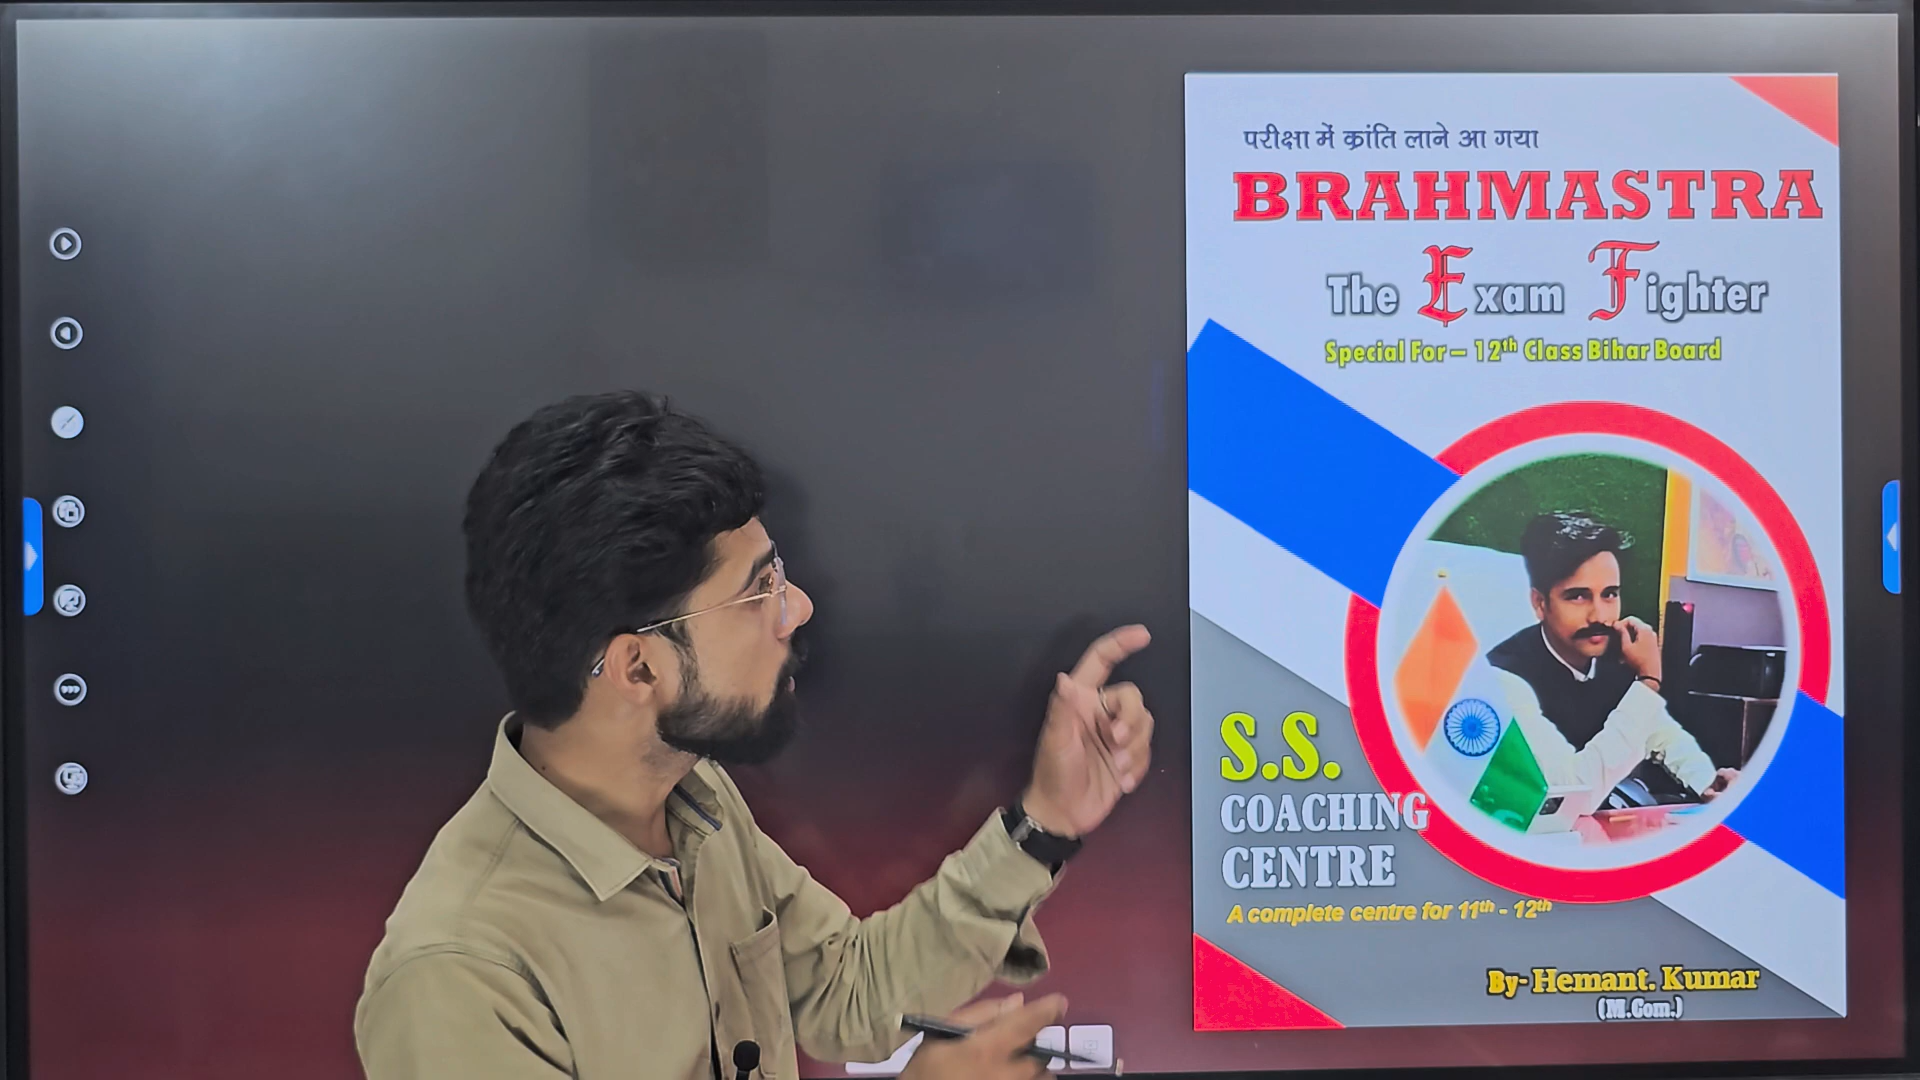 परीक्षा में क्रांति लाने आ गया
BRAHMASTRA
The Exam Fighter
Special For – 12th Class Bihar Board
S.S.
COACHING
CENTRE
A complete centre for 11th - 12th
By- Hemant. Kumar
(M.Com.)